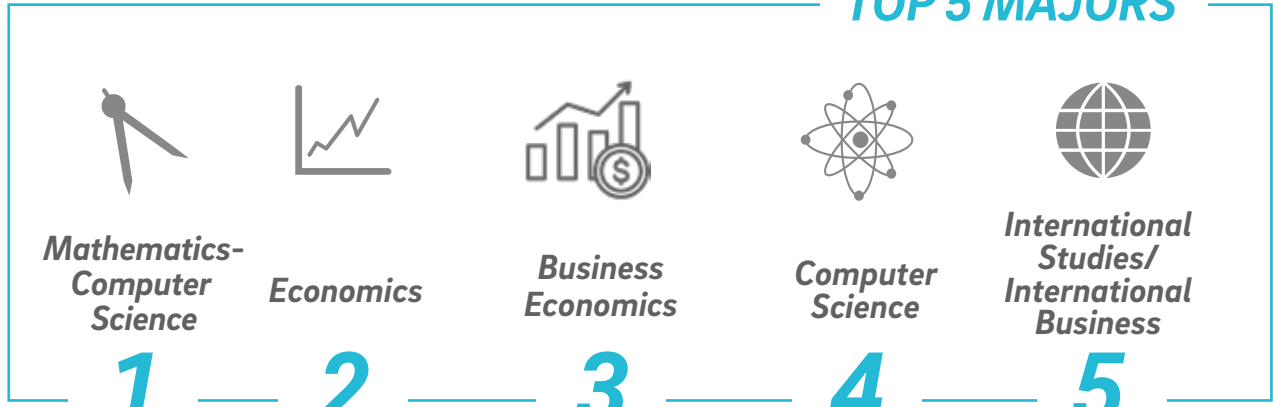 TOP 5 MAJORS
$
Mathematics-
Computer
Science
1
Economics
2
Business
Economics
3
Computer
Science
4
International
Studies/
International
Business
5